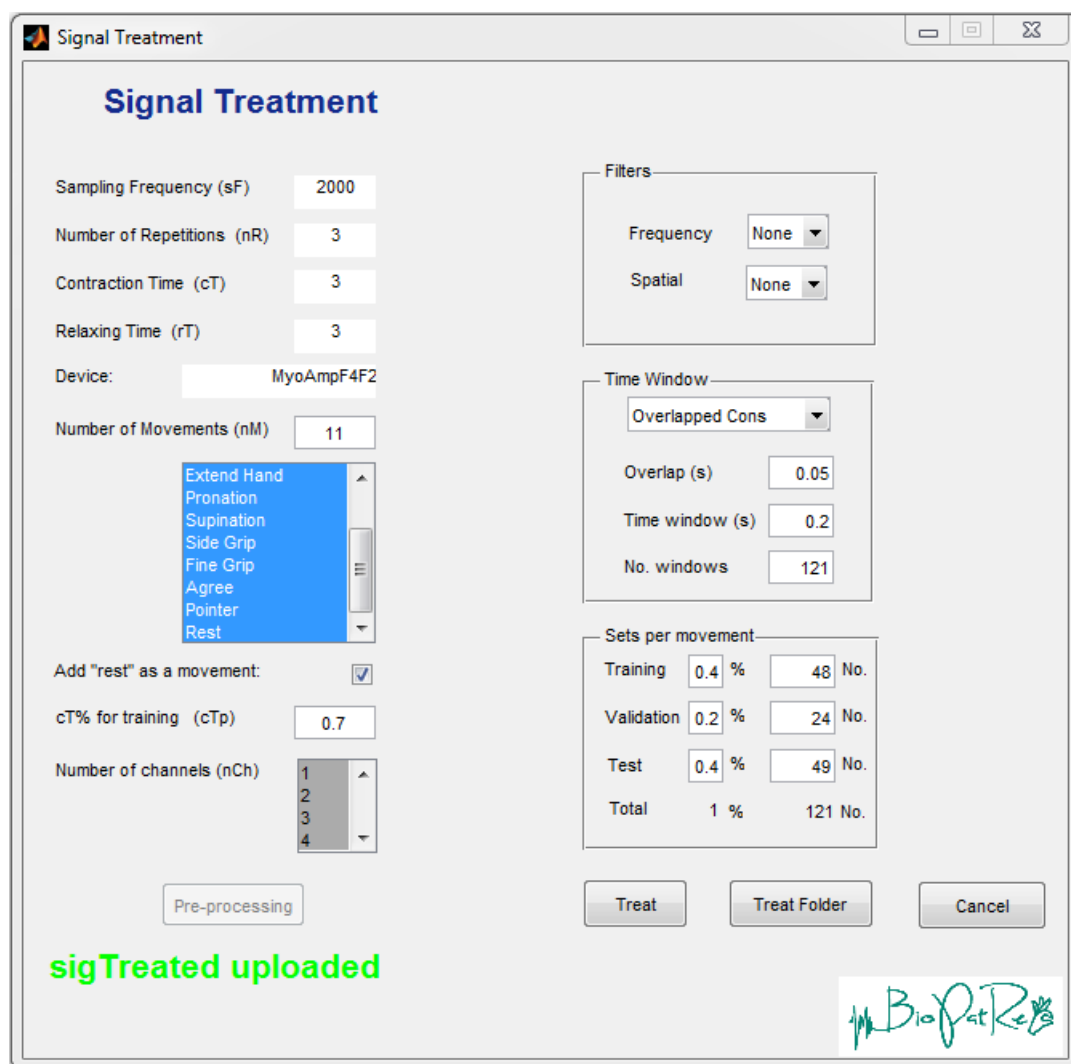 Signal Treatment
Signal Treatment
Sampling Frequency (sF) 2000
Number of Repetitions (nR) 3
Contraction Time (cT) 3
Relaxing Time (rT) 3
Device: MyoAmpF4F2
Number of Movements (nM) 11
Extend Hand
Pronation
Supination
Side Grip
Fine Grip
Agree
Pointer
Rest
Add "rest" as a movement:
cT% for training (cTp) 0.7
Number of channels (nCh) 1
2
3
4
Pre-processing
sigTreated uploaded
Filters
Frequency None
Spatial None
Time Window
Overlapped Cons
Overlap (s) 0.05
Time window (s) 0.2
No. windows 121
Sets per movement
Training 0.4 % 48 No.
Validation 0.2 % 24 No.
Test 0.4 % 49 No.
Total 1 % 121 No.
Treat Treat Folder Cancel
BioPatRec